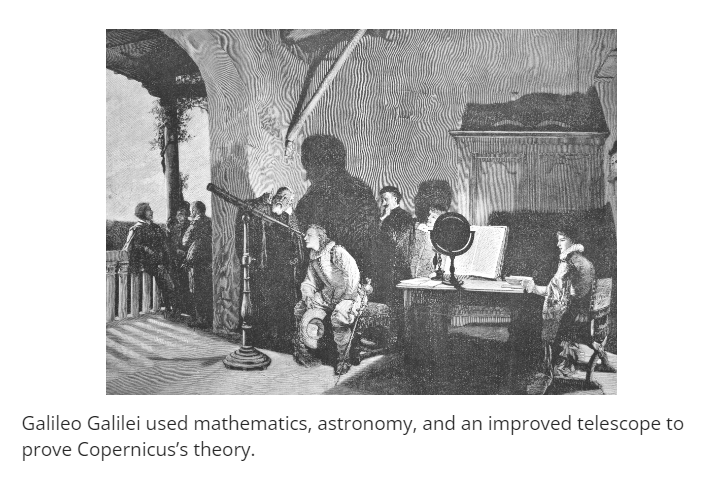 Galileo Galilei used mathematics, astronomy, and an improved telescope to
prove Copernicus’s theory.